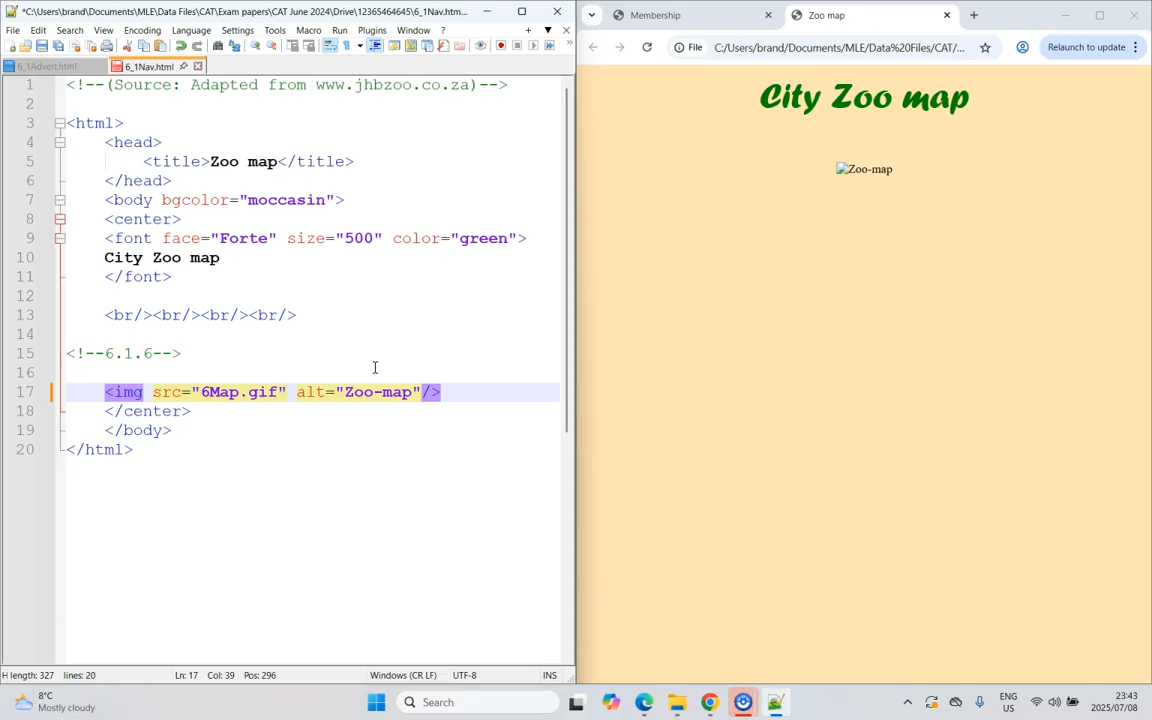 *C:\Users\brand\Documents\MLE\Data Files\CAT\Exam papers\CAT June 2024\Drive\12365464645\6_1Nav.htm...
File Edit Search View Encoding Language Settings Tools Macro Run Plugins Window ?
6_1Advert.html 6_1Nav.html
1 <!--(Source: Adapted from www.jhbzoo.co.za)-->
2
3 <html>
4 <head>
5 <title>Zoo map</title>
6 </head>
7 <body bgcolor="moccasin">
8 <center>
9 <font face="Forte" size="500" color="green">
10 City Zoo map
11 </font>
12
13 <br/><br/><br/><br/>
14
15 <!--6.1.6-->
16
17 <img src="6Map.gif" alt="Zoo-map"/>
18 </center>
19 </body>
20 </html>
H length: 327 lines: 20 Ln: 17 Col: 39 Pos: 296 Windows (CR LF) UTF-8 INS
Membership Zoo map
File C:/Users/brand/Documents/MLE/Data%20Files/CAT/... Relaunch to update
City Zoo map
Zoo-map
8°C
Mostly cloudy
Search
ENG
US
23:43
2025/07/08